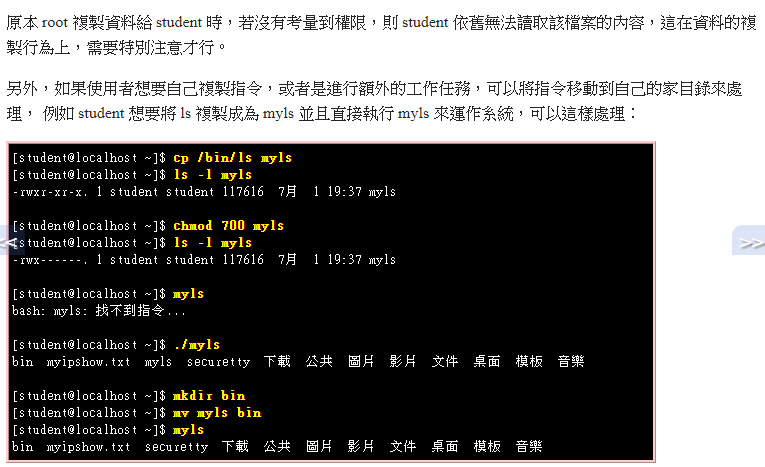 原本 root 複製資料給 student 時，若沒有考量到權限，則 student 依舊無法讀取該檔案的內容，這在資料的複
製行為上，需要特別注意才行。
另外，如果使用者想要自己複製指令，或者是進行額外的工作任務，可以將指令移動到自己的家目錄來處
理， 例如 student 想要將 ls 複製成為 myls 並且直接執行 myls 來運作系統，可以這樣處理：
[student@localhost ~]$ cp /bin/ls myls
[student@localhost ~]$ ls -l myls
-rwxr-xr-x. 1 student student 117616  7月  1 19:37 myls
[student@localhost ~]$ chmod 700 myls
[student@localhost ~]$ ls -l myls
-rwx------. 1 student student 117616  7月  1 19:37 myls
[student@localhost ~]$ myls
bash: myls: 找不到指令...
[student@localhost ~]$ ./myls
bin  myipshow.txt  myls  securetty  下載  公共  圖片  影片  文件  桌面  模板  音樂
[student@localhost ~]$ mkdir bin
[student@localhost ~]$ mv myls bin
[student@localhost ~]$ myls
bin  myipshow.txt  securetty  下載  公共  圖片  影片  文件  桌面  模板  音樂
<<
>>